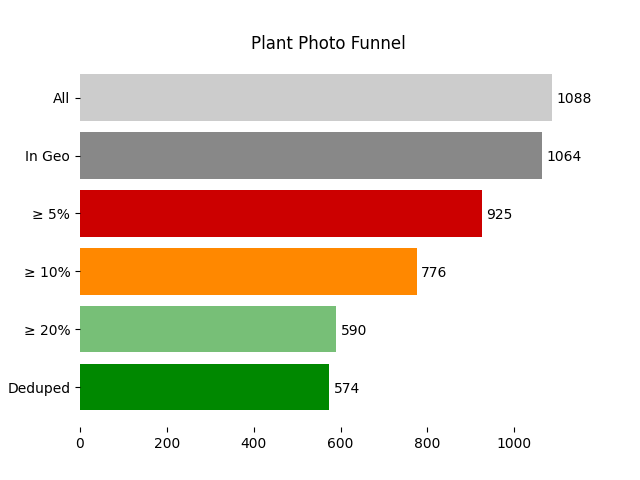 Plant Photo Funnel
All 1088
In Geo 1064
≥ 5% 925
≥ 10% 776
≥ 20% 590
Deduped 574
0 200 400 600 800 1000